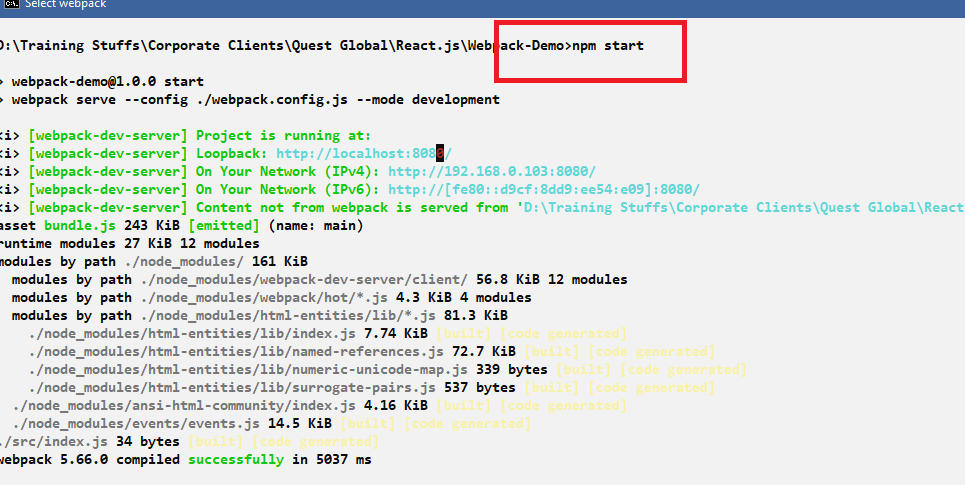 Select webpack
D:\Training Stuffs\Corporate Clients\Quest Global\React.js\Webpack-Demo>npm start
> webpack-demo@1.0.0 start
> webpack serve --config ./webpack.config.js --mode development
<i> [webpack-dev-server] Project is running at:
<i> [webpack-dev-server] Loopback: http://localhost:8080/
<i> [webpack-dev-server] On Your Network (IPv4): http://192.168.0.103:8080/
<i> [webpack-dev-server] On Your Network (IPv6): http://[fe80::d9cf:8dd9:ee54:e09]:8080/
<i> [webpack-dev-server] Content not from webpack is served from 'D:\Training Stuffs\Corporate Clients\Quest Global\React
asset bundle.js 243 KiB [emitted] (name: main)
runtime modules 27 KiB 12 modules
modules by path ./node_modules/ 161 KiB
modules by path ./node_modules/webpack-dev-server/client/ 56.8 KiB 12 modules
modules by path ./node_modules/webpack/hot/*.js 4.3 KiB 4 modules
modules by path ./node_modules/html-entities/lib/*.js 81.3 KiB
./node_modules/html-entities/lib/index.js 7.74 KiB [built] [code generated]
./node_modules/html-entities/lib/named-references.js 72.7 KiB [built] [code generated]
./node_modules/html-entities/lib/numeric-unicode-map.js 339 bytes [built] [code generated]
./node_modules/html-entities/lib/surrogate-pairs.js 537 bytes [built] [code generated]
./node_modules/ansi-html-community/index.js 4.16 KiB [built] [code generated]
./node_modules/events/events.js 14.5 KiB [built] [code generated]
./src/index.js 34 bytes [built] [code generated]
webpack 5.66.0 compiled successfully in 5037 ms